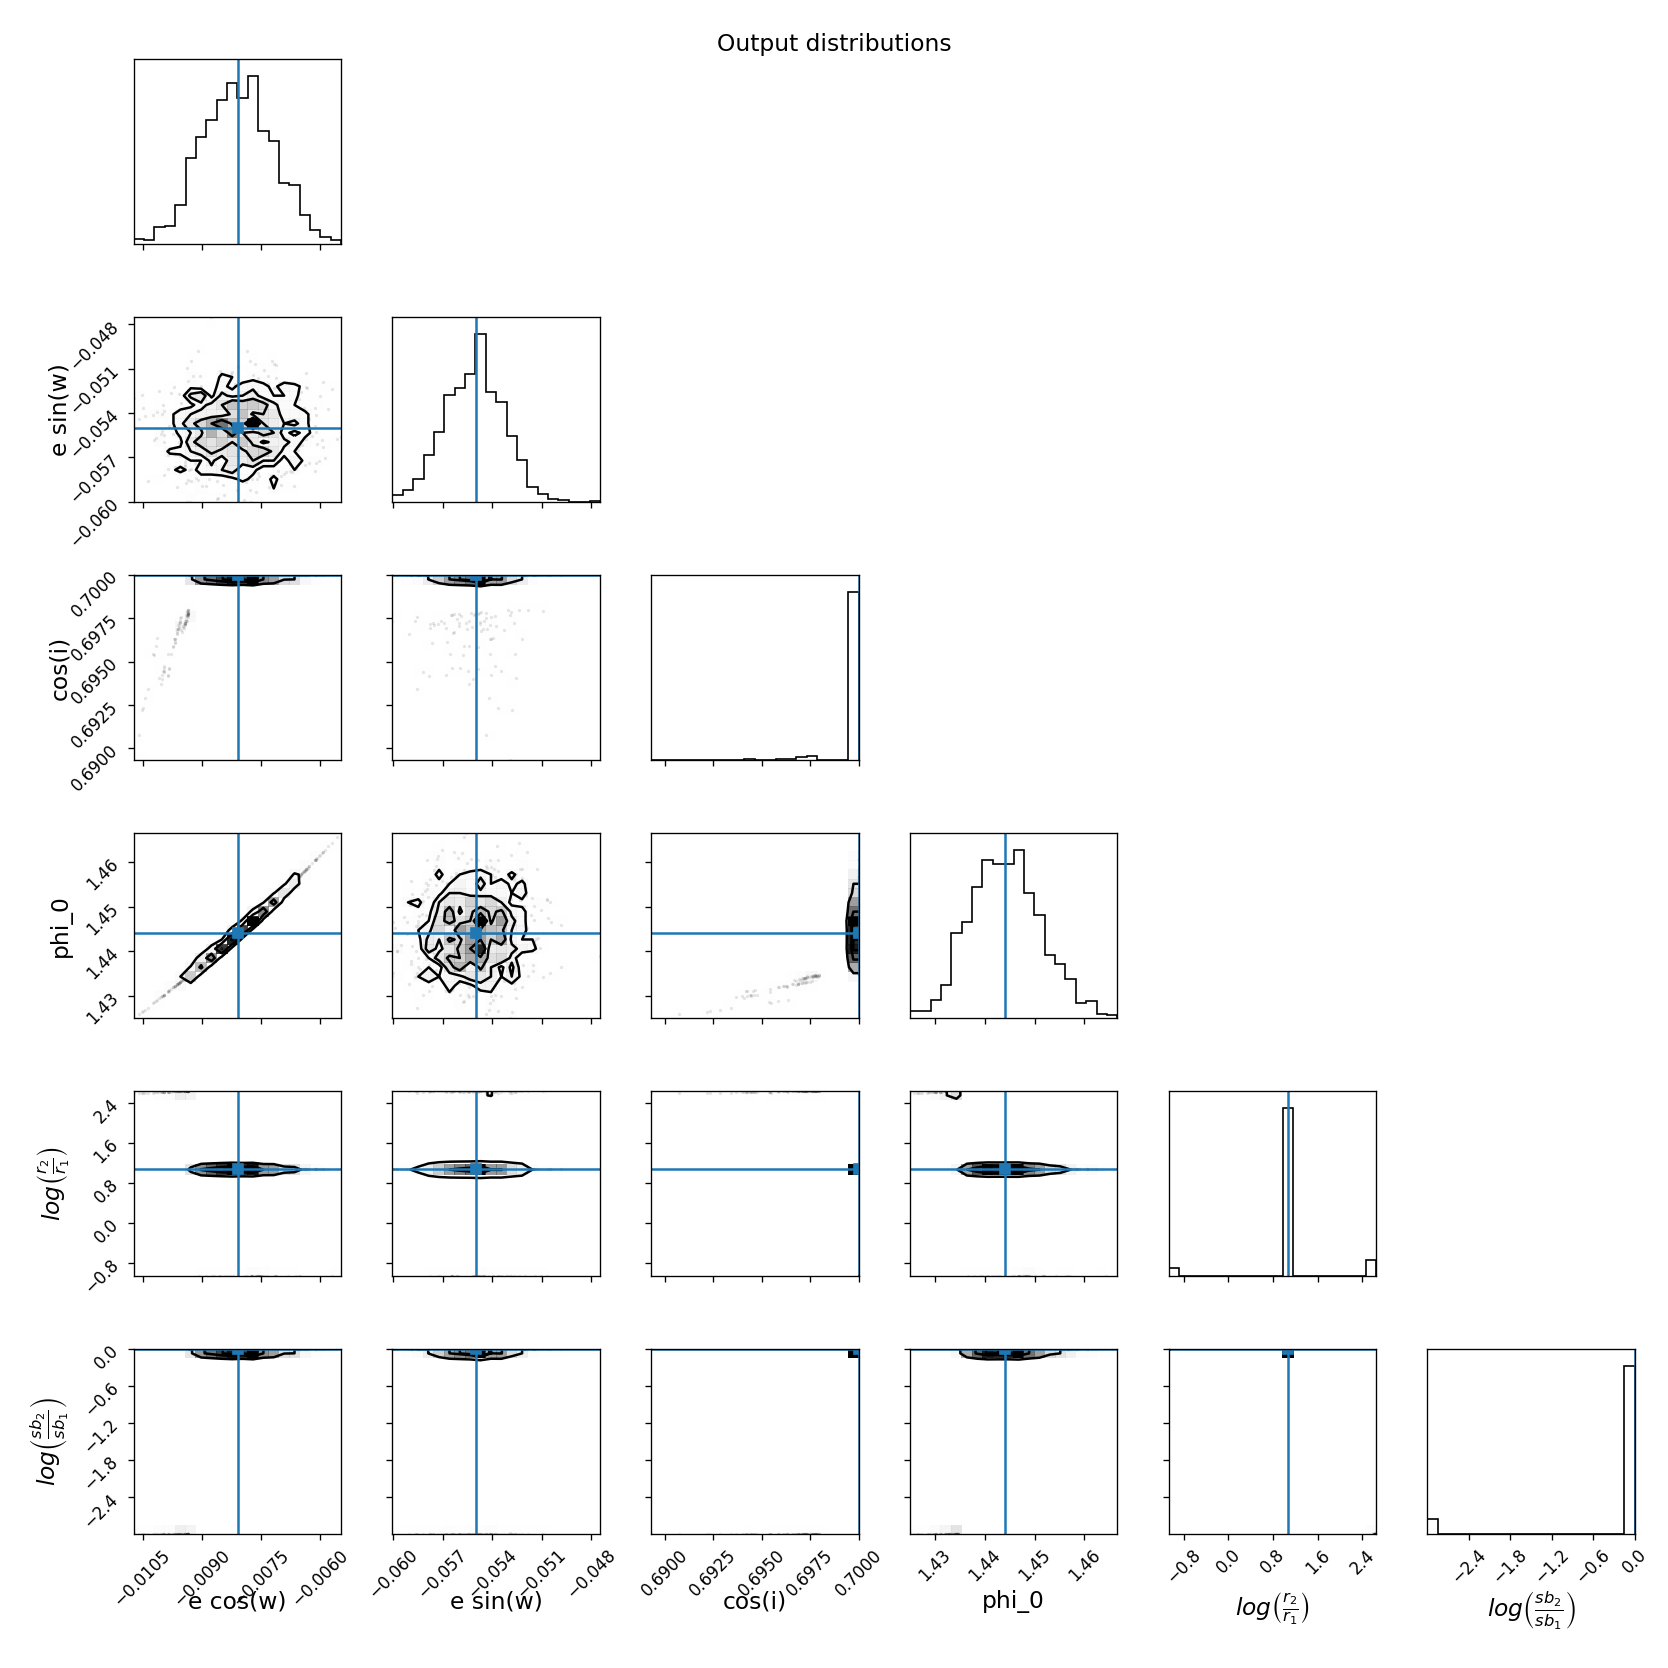 Output distributions
e sin(w)
−0.048
−0.051
−0.054
−0.057
−0.060
cos(i)
0.7000
0.6975
0.6950
0.6925
0.6900
phi_0
1.46
1.45
1.44
1.43
log(r₂/r₁)
2.4
1.6
0.8
0.0
−0.8
log(sb₂/sb₁)
0.0
−0.6
−1.2
−1.8
−2.4
−0.0105 −0.0090 −0.0075 −0.0060
−0.060 −0.057 −0.054 −0.051 −0.048
0.6900 0.6925 0.6950 0.6975 0.7000
1.43 1.44 1.45 1.46
−0.8 0.0 0.8 1.6 2.4
−2.4 −1.8 −1.2 −0.6 0.0
e cos(w)
e sin(w)
cos(i)
phi_0
log(r₂/r₁)
log(sb₂/sb₁)